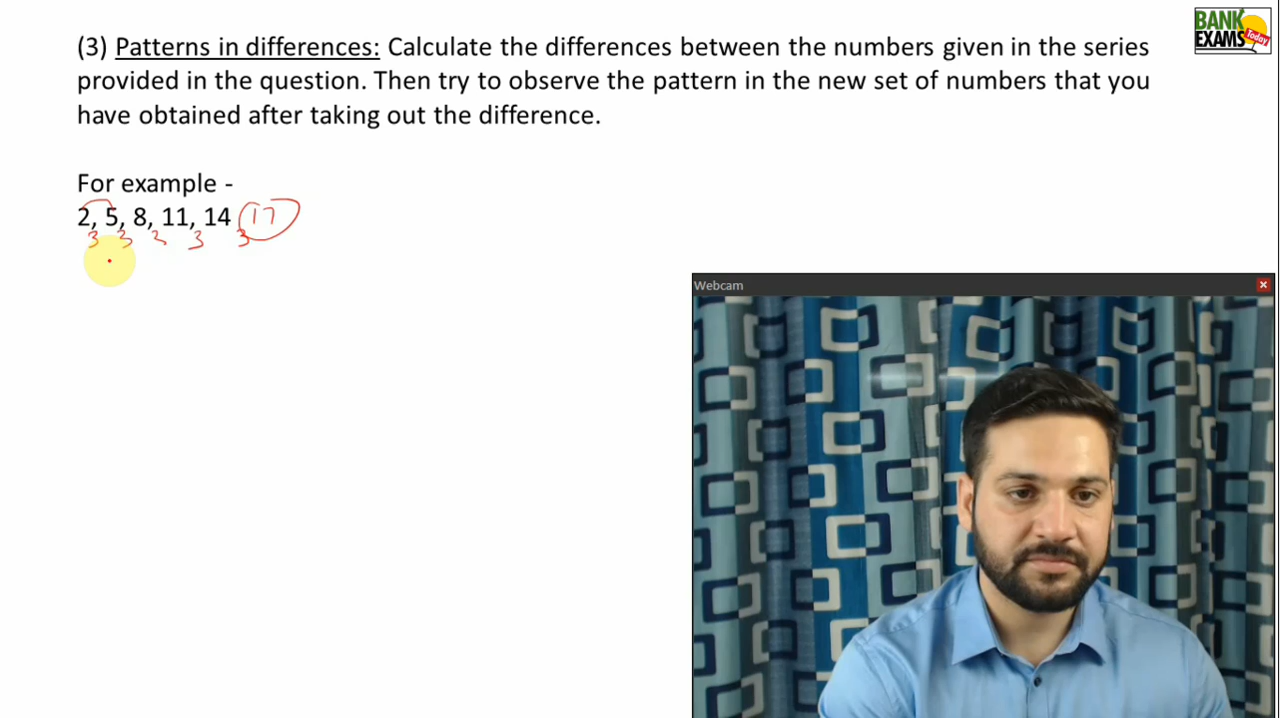 BANK
EXAMS Today
(3) Patterns in differences: Calculate the differences between the numbers given in the series
provided in the question. Then try to observe the pattern in the new set of numbers that you
have obtained after taking out the difference.
For example -
2, 5, 8, 11, 14 17
3 3 3 3 3
Webcam